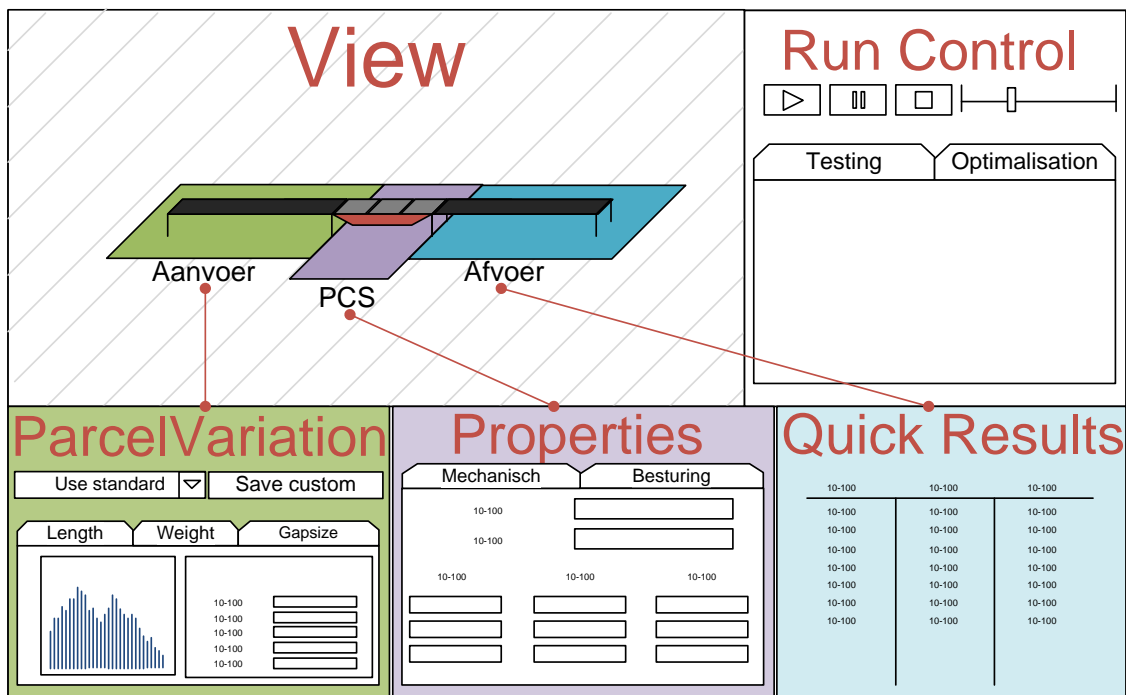 View
Run Control
Testing
Optimalisation
Aanvoer
PCS
Afvoer
ParcelVariation
Use standard
Save custom
Length
Weight
Gapsize
10-100
10-100
10-100
10-100
10-100
Properties
Mechanisch
Besturing
10-100
10-100
10-100 10-100 10-100
Quick Results
10-100 10-100 10-100
10-100 10-100 10-100
10-100 10-100 10-100
10-100 10-100 10-100
10-100 10-100 10-100
10-100 10-100 10-100
10-100 10-100 10-100
10-100 10-100 10-100